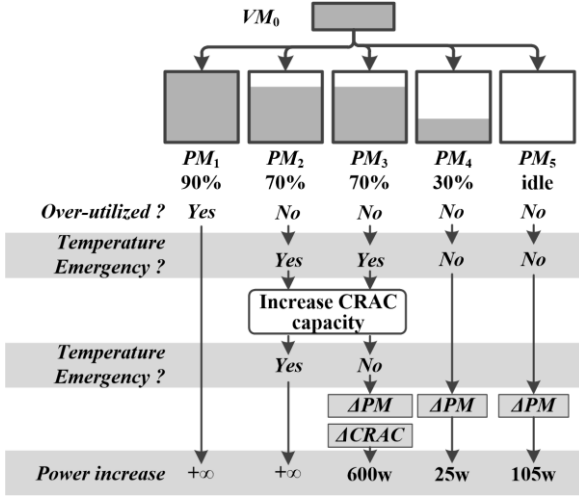 VM₀
PM₁ PM₂ PM₃ PM₄ PM₅
90% 70% 70% 30% idle
Over-utilized ? Yes No No No No
Temperature
Emergency ? Yes Yes No No
Increase CRAC
capacity
Temperature
Emergency ? Yes No
ΔPM ΔPM ΔPM
ΔCRAC
Power increase +∞ +∞ 600w 25w 105w